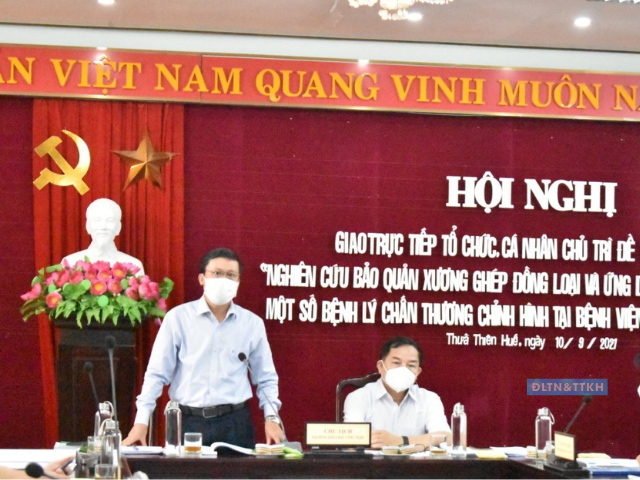 ẢN VIỆT NAM QUANG VINH MUÔN NĂ
HỘI NGHỊ
GIAO TRỰC TIẾP TỔ CHỨC, CÁ NHÂN CHỦ TRÌ ĐỀ
"NGHIÊN CỨU BẢO QUẢN XƯƠNG GHÉP ĐỒNG LOẠI VÀ ỨNG D
MỘT SỐ BỆNH LÝ CHẤN THƯƠNG CHỈNH HÌNH TẠI BỆNH VIỆ
Thừa Thiên Huế, ngày 10/9/2021
ĐLTN&TTKH
CHỦ TỊCH